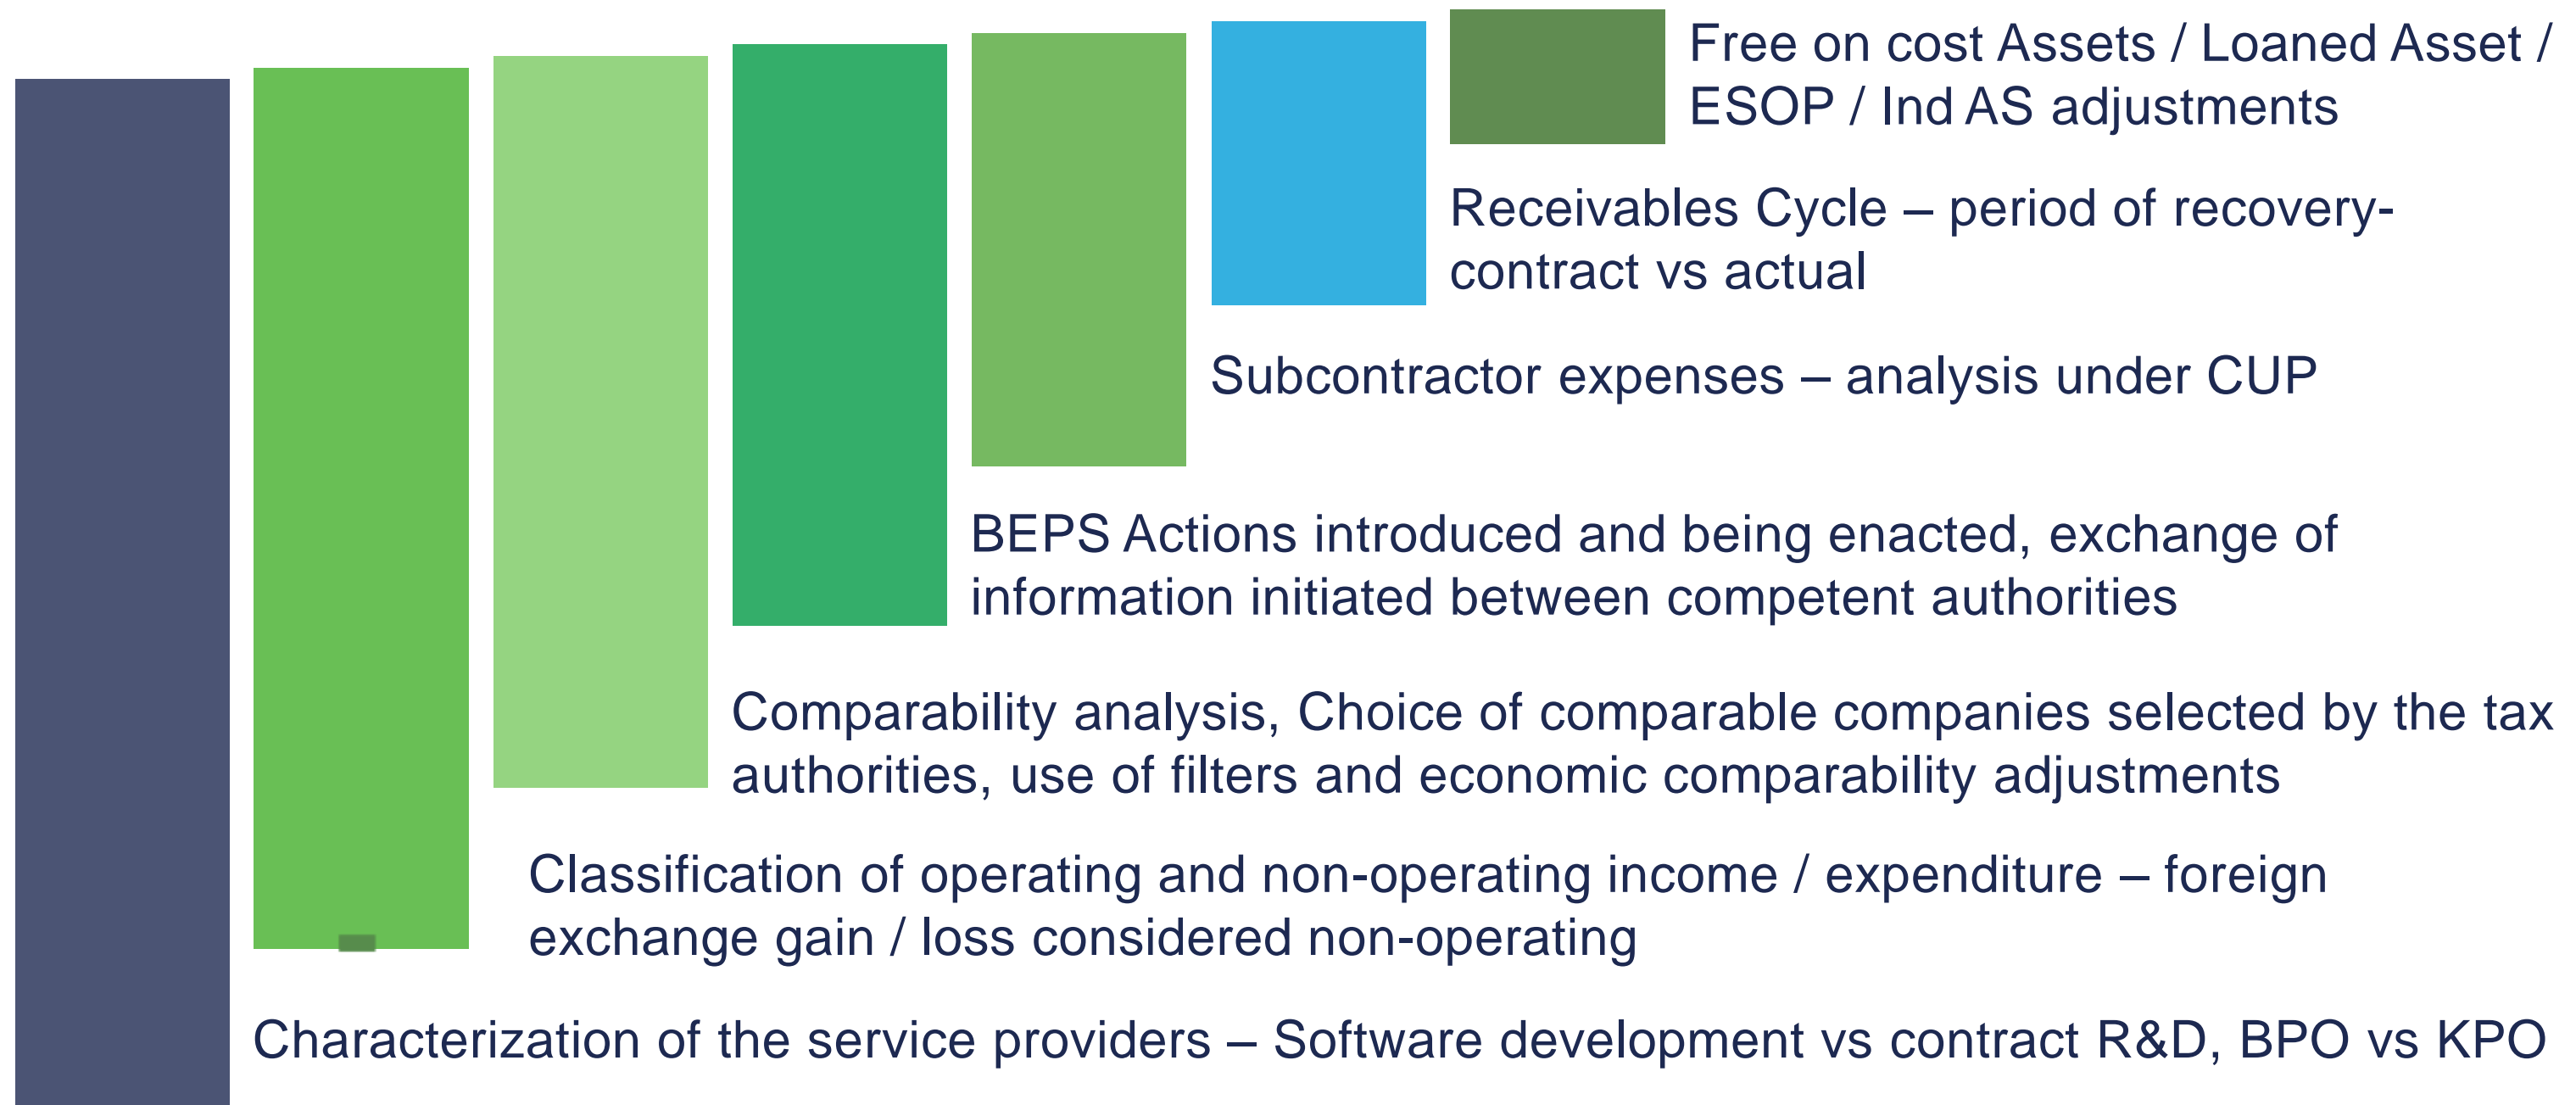 Free on cost Assets / Loaned Asset /
ESOP / Ind AS adjustments
Receivables Cycle – period of recovery-
contract vs actual
Subcontractor expenses – analysis under CUP
BEPS Actions introduced and being enacted, exchange of
information initiated between competent authorities
Comparability analysis, Choice of comparable companies selected by the tax
authorities, use of filters and economic comparability adjustments
Classification of operating and non-operating income / expenditure – foreign
exchange gain / loss considered non-operating
Characterization of the service providers – Software development vs contract R&D, BPO vs KPO